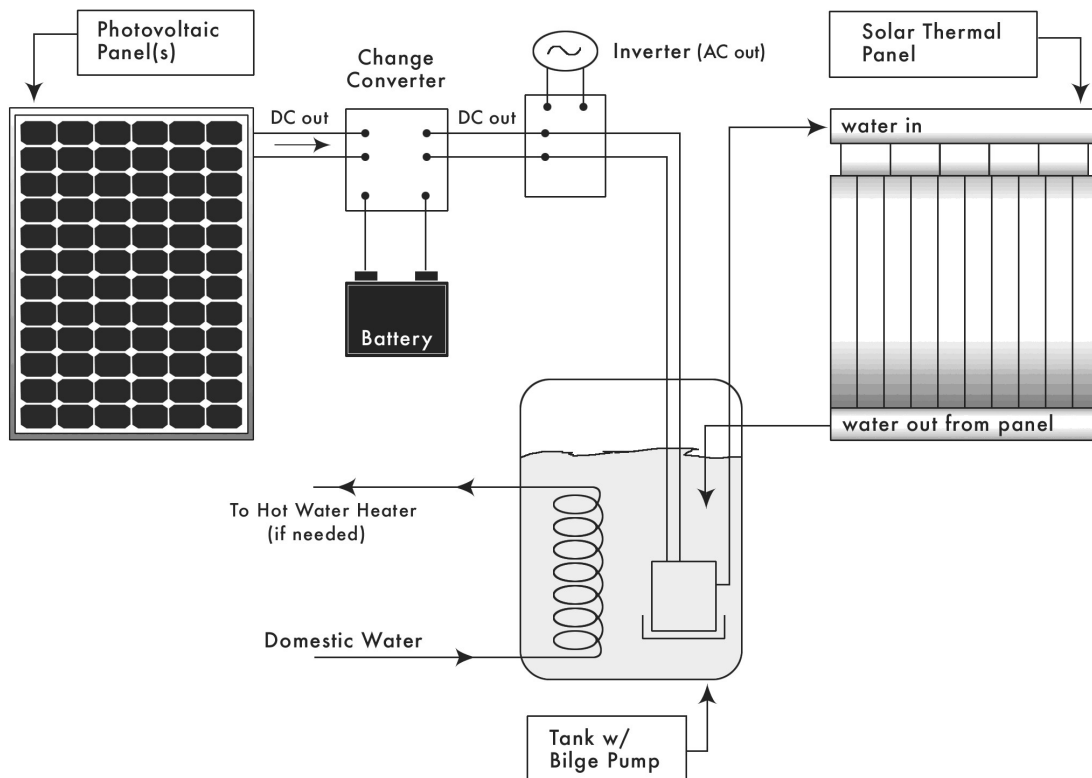 Photovoltaic
Panel(s)
Change
Converter
Inverter (AC out)
Solar Thermal
Panel
DC out
DC out
water in
Battery
water out from panel
To Hot Water Heater
(if needed)
Domestic Water
Tank w/
Bilge Pump